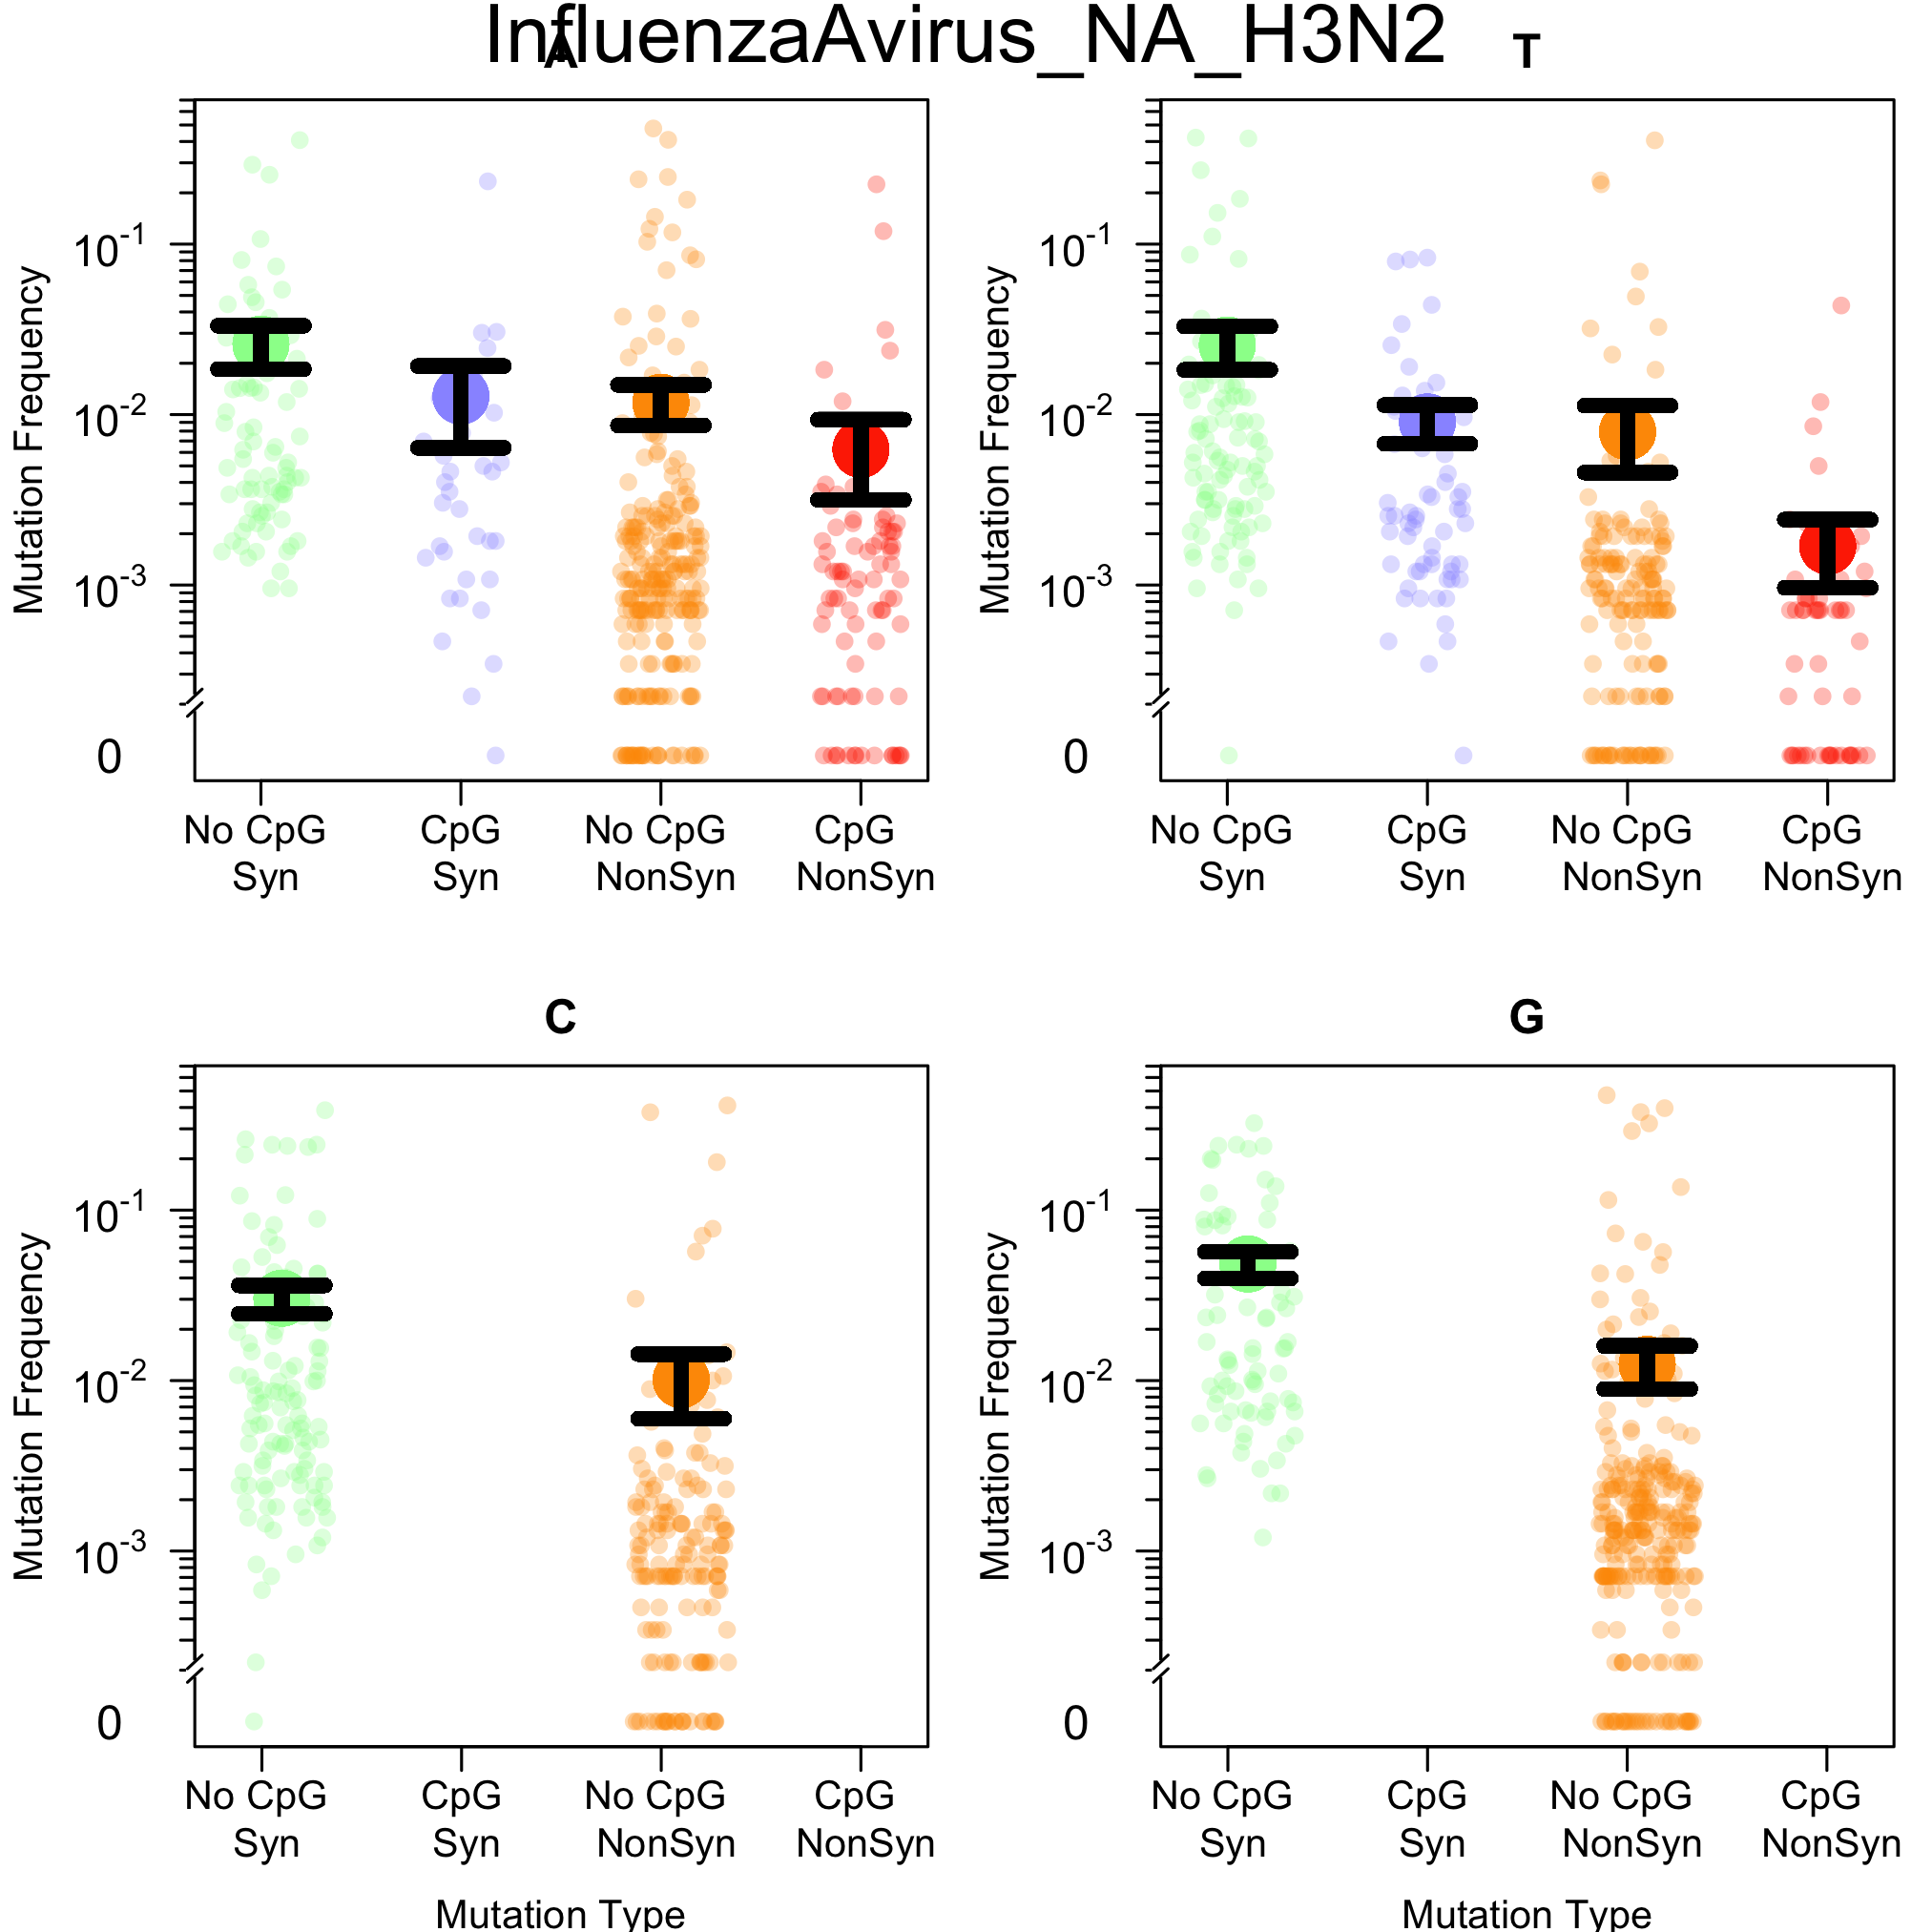 InfluenzaAvirus_NA_H3N2
A
T
Mutation Frequency
10-1
10-2
10-3
0
No CpG Syn
CpG Syn
No CpG NonSyn
CpG NonSyn
Mutation Frequency
10-1
10-2
10-3
0
No CpG Syn
CpG Syn
No CpG NonSyn
CpG NonSyn
C
Mutation Frequency
10-1
10-2
10-3
0
No CpG Syn
CpG Syn
No CpG NonSyn
CpG NonSyn
Mutation Type
G
Mutation Frequency
10-1
10-2
10-3
0
No CpG Syn
CpG Syn
No CpG NonSyn
CpG NonSyn
Mutation Type